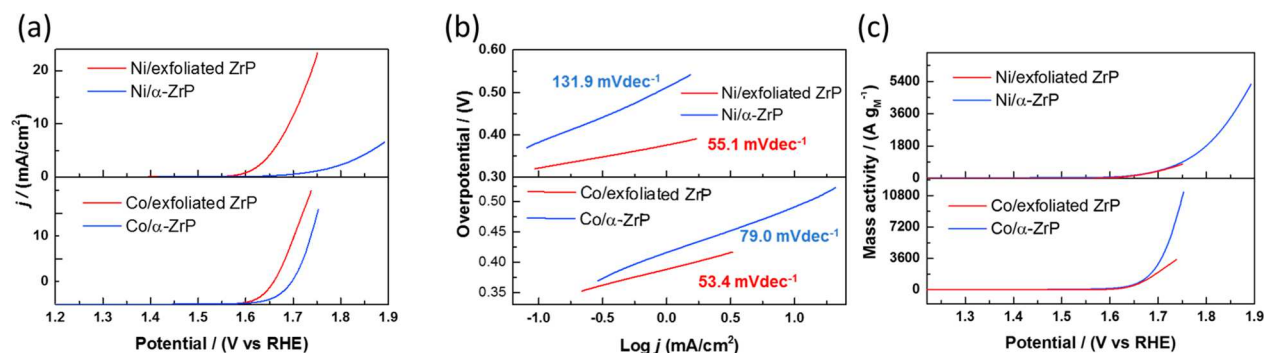 (a)
j / (mA/cm²)
20
10
0
Ni/exfoliated ZrP
Ni/α-ZrP
10
0
Co/exfoliated ZrP
Co/α-ZrP
1.2 1.3 1.4 1.5 1.6 1.7 1.8 1.9
Potential / (V vs RHE)
(b)
Overpotential / (V)
0.60
0.50
0.40
0.30
131.9 mVdec⁻¹
Ni/exfoliated ZrP
Ni/α-ZrP
55.1 mVdec⁻¹
0.50
0.45
0.40
0.35
Co/exfoliated ZrP
Co/α-ZrP
79.0 mVdec⁻¹
53.4 mVdec⁻¹
-1.0 -0.5 0.0 0.5 1.0
Log j (mA/cm²)
(c)
Mass activity / (A g_M⁻¹)
5400
3600
1800
0
Ni/exfoliated ZrP
Ni/α-ZrP
10800
7200
3600
0
Co/exfoliated ZrP
Co/α-ZrP
1.3 1.4 1.5 1.6 1.7 1.8 1.9
Potential / (V vs RHE)